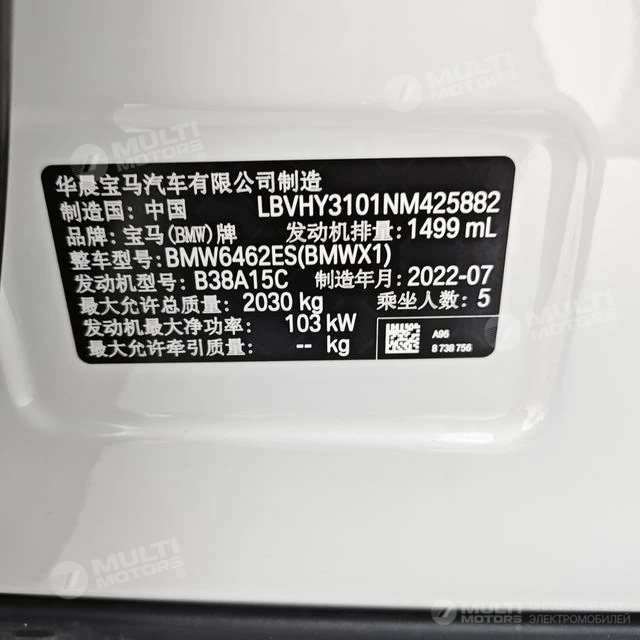 华晨宝马汽车有限公司制造
制造国: 中国 LBVHY3101NM425882
品牌: 宝马(BMW)牌 发动机排量: 1499 mL
整车型号: BMW6462ES(BMWX1)
发动机型号: B38A15C 制造年月: 2022-07
最大允许总质量: 2030 kg 乘坐人数: 5
发动机最大净功率: 103 kW
最大允许牵引质量: -- kg
A96
8 738 756
MULTI MOTORS
MULTI MOTORS
MULTI MOTORS
MULTI MOTORS
ЭЛЕКТРОМОБИЛЕЙ